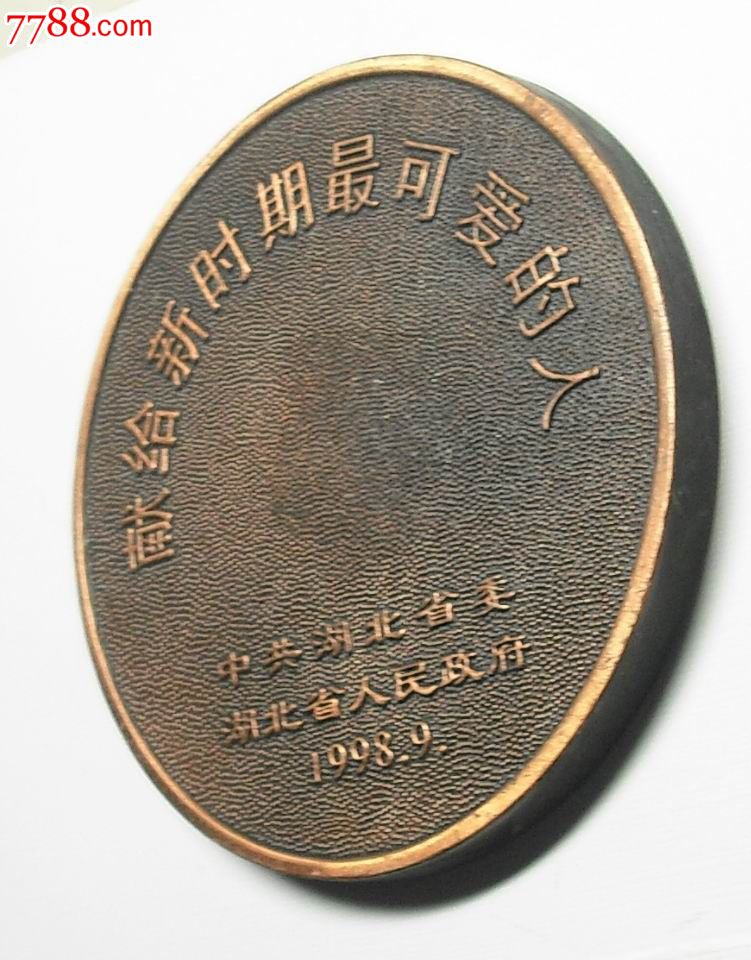 7788.com
献给新时期最可爱的人
中共湖北省委
湖北省人民政府
1998.9.